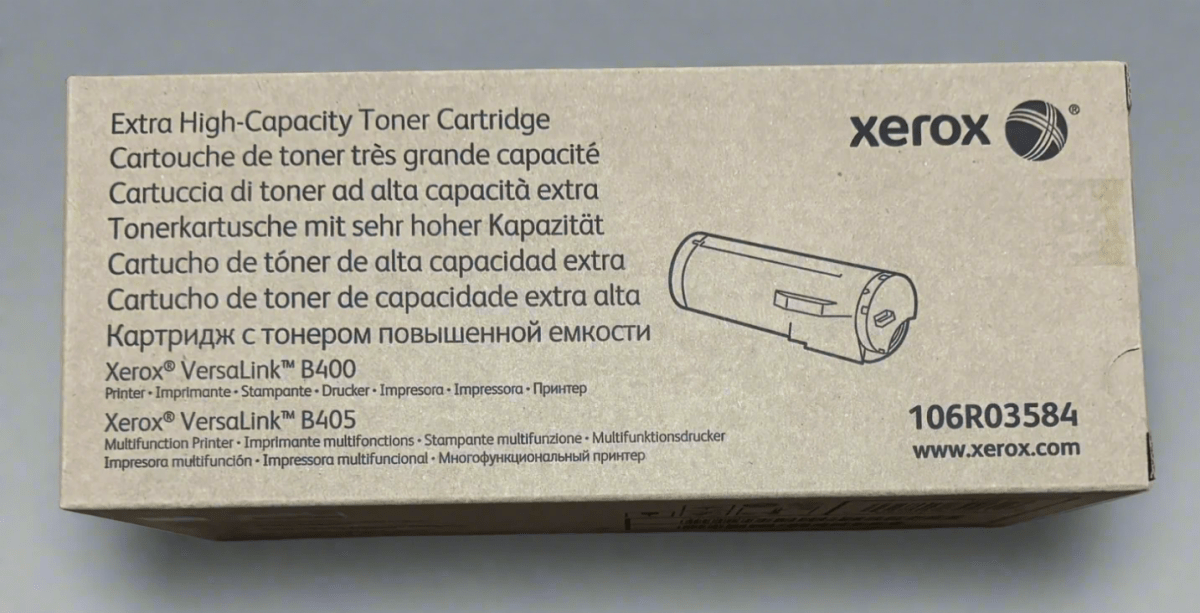 Extra High-Capacity Toner Cartridge
Cartouche de toner très grande capacité
Cartuccia di toner ad alta capacità extra
Tonerkartusche mit sehr hoher Kapazität
Cartucho de tóner de alta capacidad extra
Cartucho de toner de capacidade extra alta
Картридж с тонером повышенной емкости
Xerox® VersaLink™ B400
Printer • Imprimante • Stampante • Drucker • Impresora • Impressora • Принтер
Xerox® VersaLink™ B405
Multifunction Printer • Imprimante multifonctions • Stampante multifunzione • Multifunktionsdrucker
Impresora multifunción • Impressora multifuncional • Многофункциональный принтер
xerox ®
106R03584
www.xerox.com